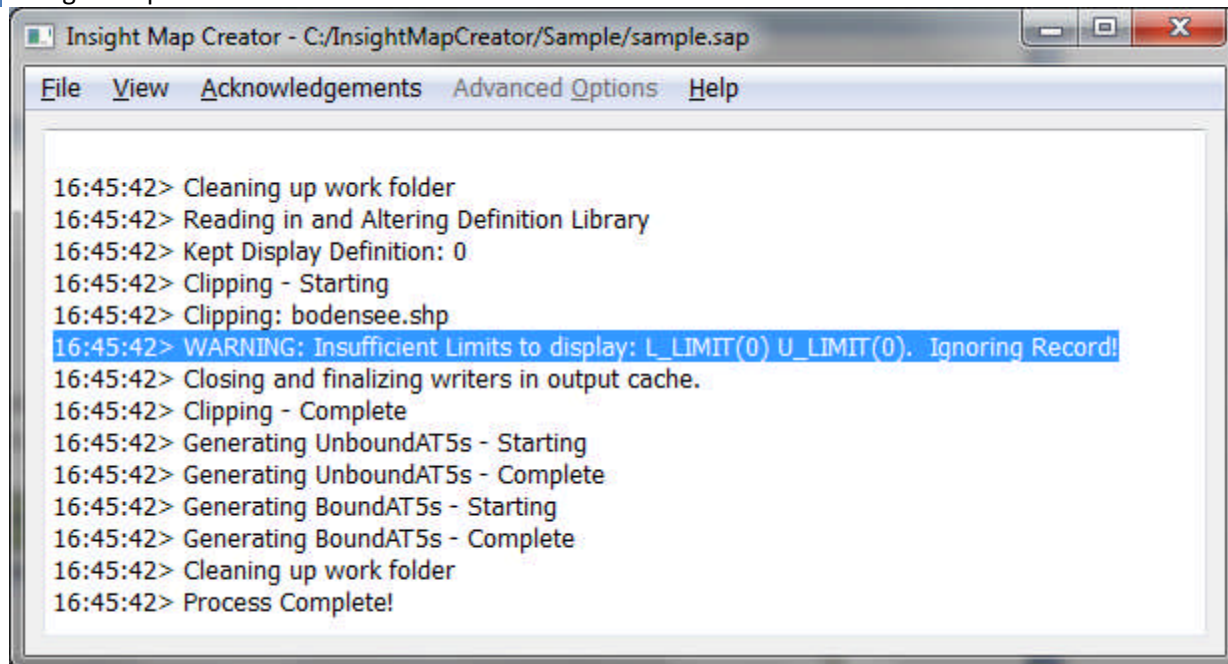 Insight Map Creator - C:/InsightMapCreator/Sample/sample.sap
File View Acknowledgements Advanced Options Help
16:45:42> Cleaning up work folder
16:45:42> Reading in and Altering Definition Library
16:45:42> Kept Display Definition: 0
16:45:42> Clipping - Starting
16:45:42> Clipping: bodensee.shp
16:45:42> WARNING: Insufficient Limits to display: L_LIMIT(0) U_LIMIT(0).  Ignoring Record!
16:45:42> Closing and finalizing writers in output cache.
16:45:42> Clipping - Complete
16:45:42> Generating UnboundAT5s - Starting
16:45:42> Generating UnboundAT5s - Complete
16:45:42> Generating BoundAT5s - Starting
16:45:42> Generating BoundAT5s - Complete
16:45:42> Cleaning up work folder
16:45:42> Process Complete!